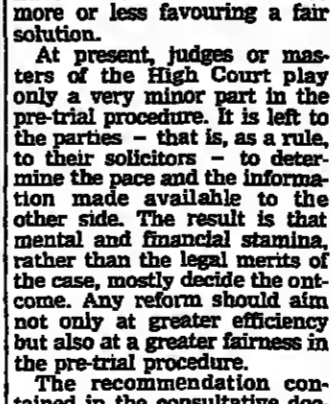 more or less favouring a fair
solution.
At present, judges or mas-
ters of the High Court play
only a very minor part in the
pre-trial procedure. It is left to
the parties – that is, as a rule,
to their solicitors – to deter-
mine the pace and the informa-
tion made available to the
other side. The result is that
mental and financial stamina,
rather than the legal merits of
the case, mostly decide the out-
come. Any reform should aim
not only at greater efficiency
but also at a greater fairness in
the pre-trial procedure.
The recommendation con-
tained in the consultative doc-